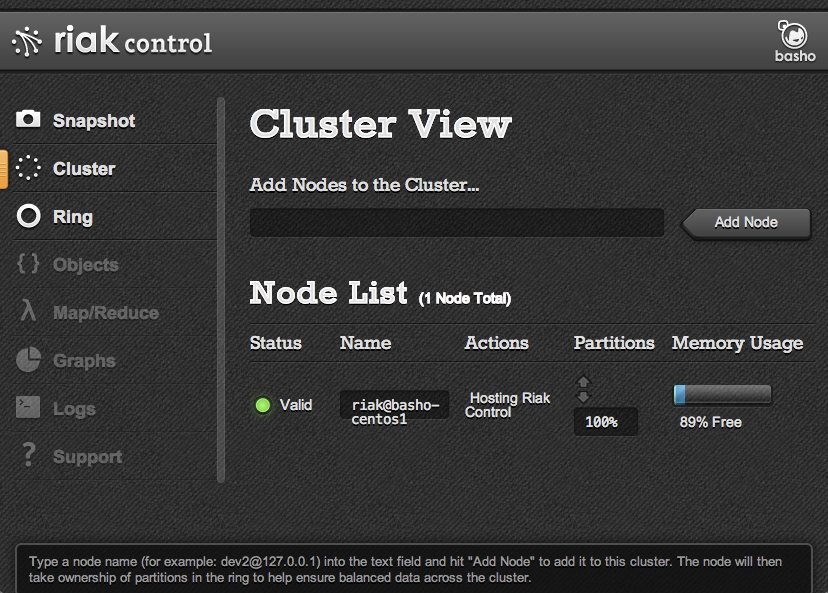 riak control
basho
Snapshot
Cluster
Ring
{ } Objects
λ Map/Reduce
Graphs
Logs
? Support
Cluster View
Add Nodes to the Cluster...
Add Node
Node List (1 Node Total)
Status Name Actions Partitions Memory Usage
Valid
riak@basho-
centos1
Hosting Riak
Control
100%
89% Free
Type a node name (for example: dev2@127.0.0.1) into the text field and hit "Add Node" to add it to this cluster. The node will then
take ownership of partitions in the ring to help ensure balanced data across the cluster.